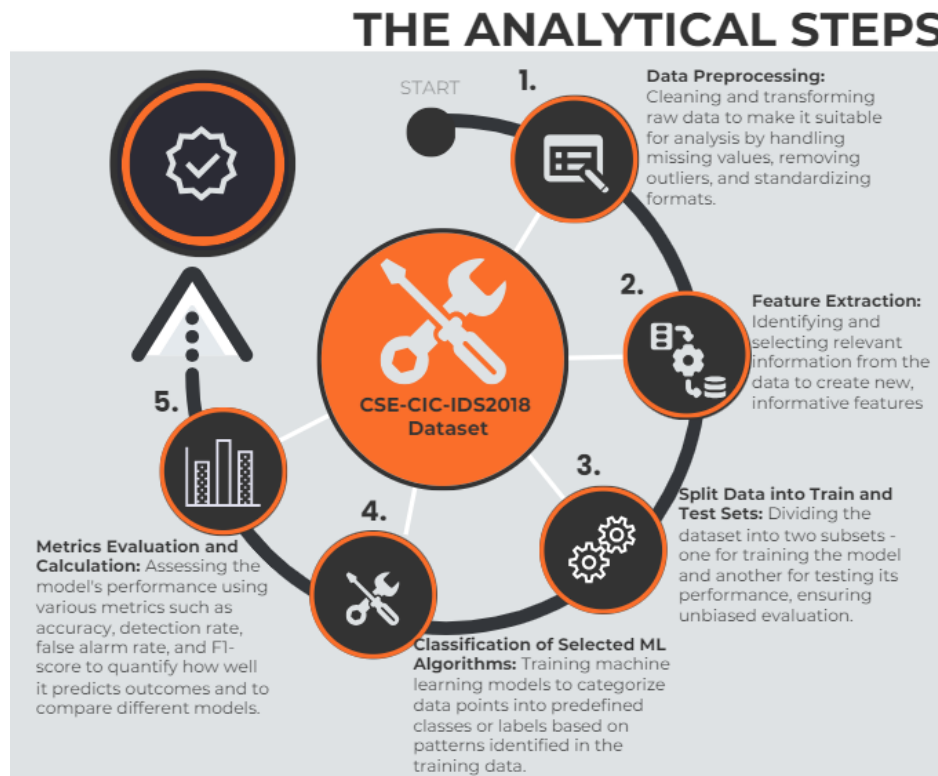 THE ANALYTICAL STEPS
START
1.
Data Preprocessing:
Cleaning and transforming
raw data to make it suitable
for analysis by handling
missing values, removing
outliers, and standardizing
formats.
2.
Feature Extraction:
Identifying and
selecting relevant
information from the
data to create new,
informative features
CSE-CIC-IDS2018
Dataset
3.
Split Data into Train and
Test Sets: Dividing the
dataset into two subsets -
one for training the model
and another for testing its
performance, ensuring
unbiased evaluation.
4.
Classification of Selected ML
Algorithms: Training machine
learning models to categorize
data points into predefined
classes or labels based on
patterns identified in the
training data.
5.
Metrics Evaluation and
Calculation: Assessing the
model's performance using
various metrics such as
accuracy, detection rate,
false alarm rate, and F1-
score to quantify how well
it predicts outcomes and to
compare different models.